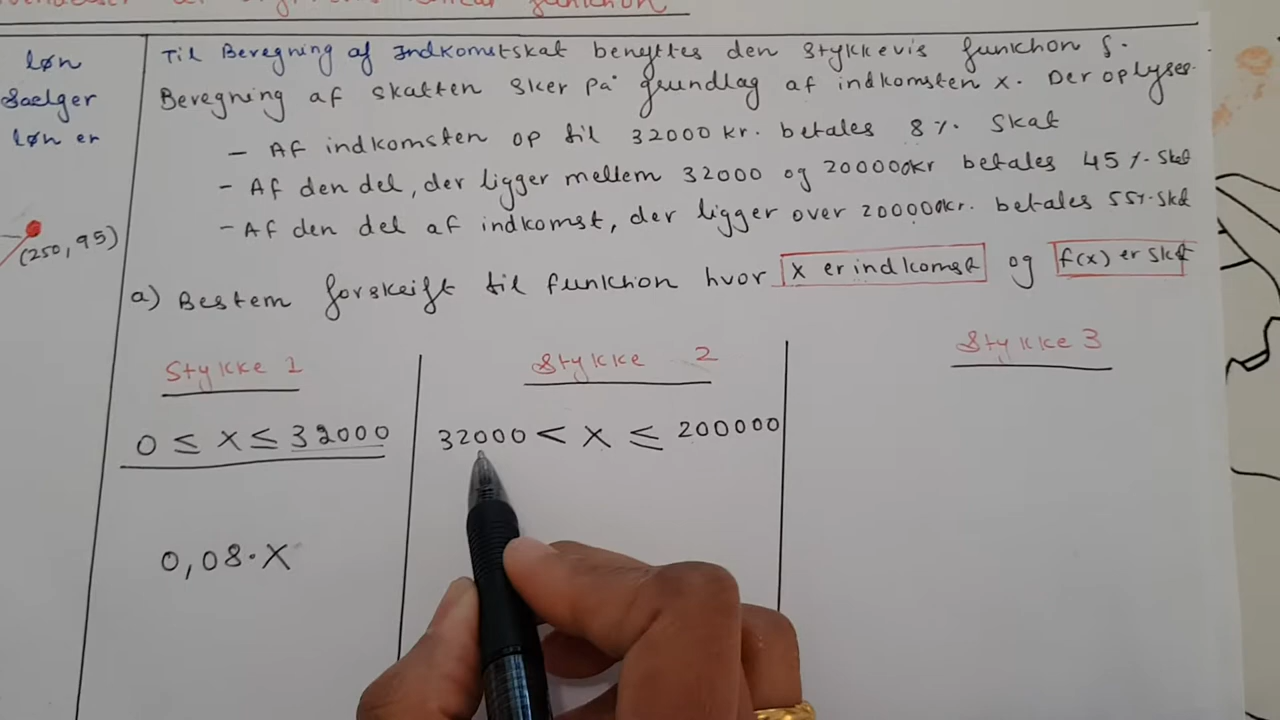 funktion
løn
Saelger
løn er
(250, 95)
Til Beregning af Indkomstskat benyttes den stykkevis funktion f.
Beregning af skatten sker på grundlag af indkomsten x. Der oplyses.
- Af indkomsten op til 32000 kr. betales 8 %. Skat
- Af den del, der ligger mellem 32000 og 200000kr betales 45 %. Skat
- Af den del af indkomst, der ligger over 200000kr. betales 55%. Skat
a) Bestem forskrift til funktion hvor x er indkomst og f(x) er skat
Stykke 1
0 ≤ x ≤ 32000
0,08·x
Stykke 2
32000 < x ≤ 200000
Stykke 3